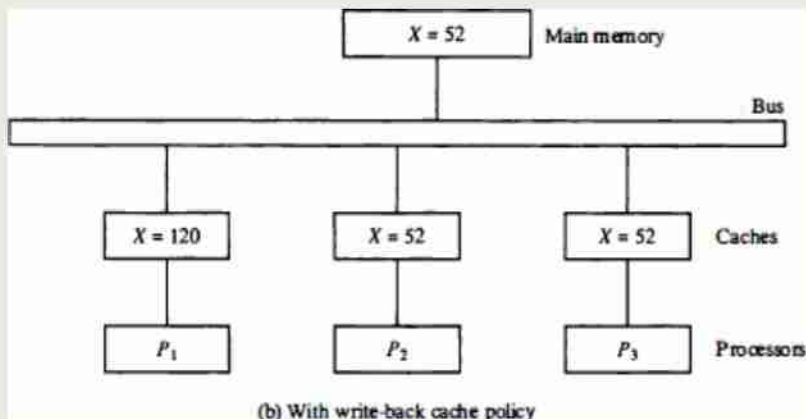 X = 52 Main memory
Bus
X = 120 X = 52 X = 52 Caches
P1 P2 P3 Processors
(b) With write-back cache policy